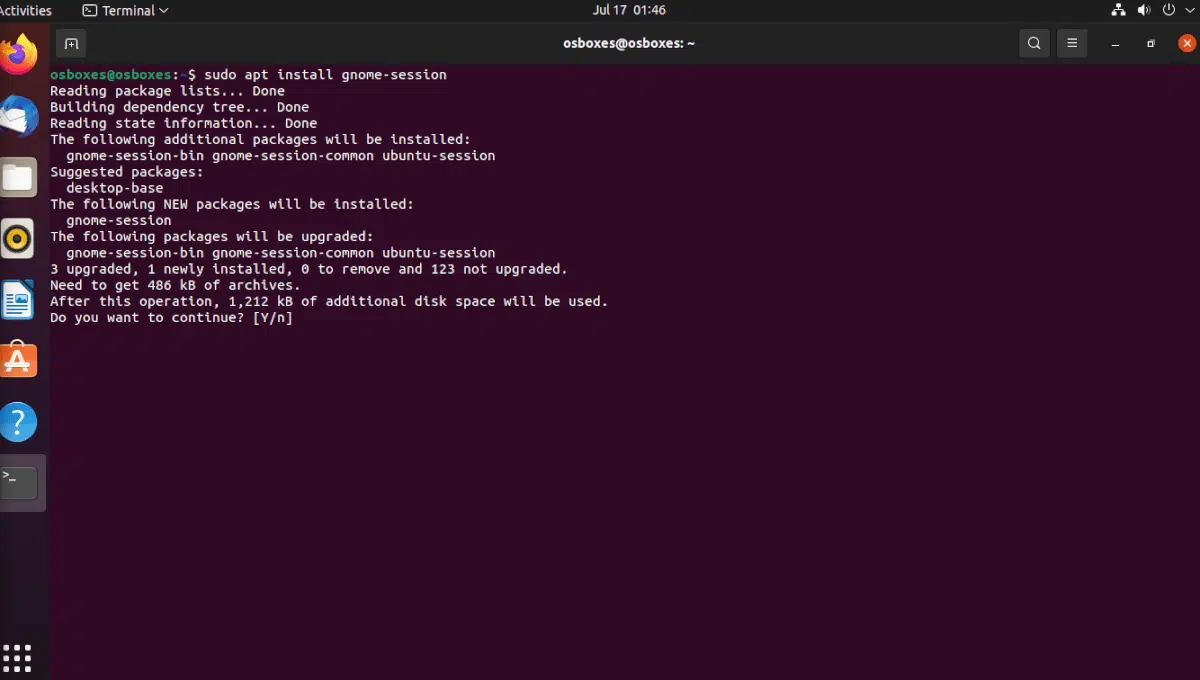 Activities Terminal Jul 17 01:46
osboxes@osboxes: ~
osboxes@osboxes:~$ sudo apt install gnome-session
Reading package lists... Done
Building dependency tree... Done
Reading state information... Done
The following additional packages will be installed:
  gnome-session-bin gnome-session-common ubuntu-session
Suggested packages:
  desktop-base
The following NEW packages will be installed:
  gnome-session
The following packages will be upgraded:
  gnome-session-bin gnome-session-common ubuntu-session
3 upgraded, 1 newly installed, 0 to remove and 123 not upgraded.
Need to get 486 kB of archives.
After this operation, 1,212 kB of additional disk space will be used.
Do you want to continue? [Y/n]